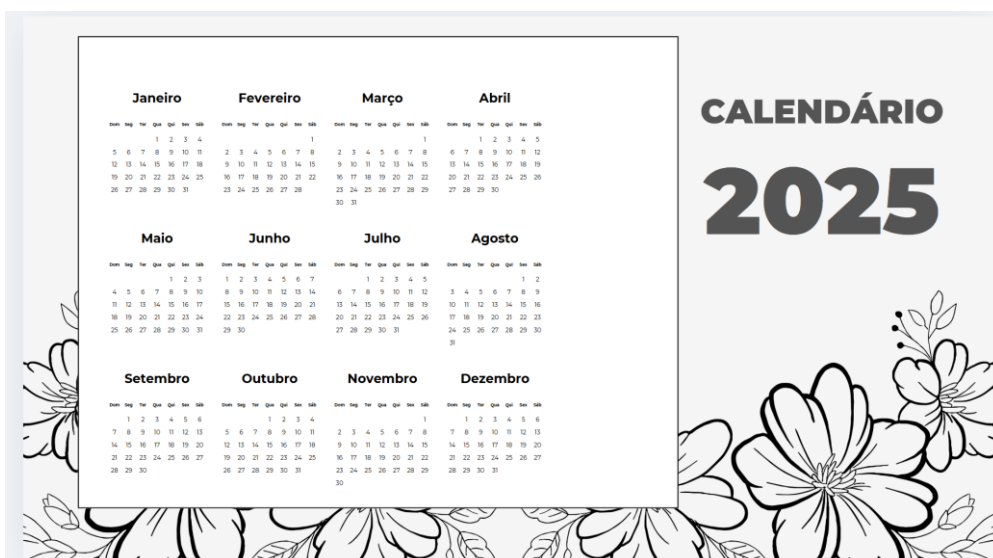 CALENDÁRIO
2025
Janeiro
Dom Seg Ter Qua Qui Sex Sáb
1 2 3 4
5 6 7 8 9 10 11
12 13 14 15 16 17 18
19 20 21 22 23 24 25
26 27 28 29 30 31
Fevereiro
Dom Seg Ter Qua Qui Sex Sáb
1
2 3 4 5 6 7 8
9 10 11 12 13 14 15
16 17 18 19 20 21 22
23 24 25 26 27 28
Março
Dom Seg Ter Qua Qui Sex Sáb
1
2 3 4 5 6 7 8
9 10 11 12 13 14 15
16 17 18 19 20 21 22
23 24 25 26 27 28 29
30 31
Abril
Dom Seg Ter Qua Qui Sex Sáb
1 2 3 4 5
6 7 8 9 10 11 12
13 14 15 16 17 18 19
20 21 22 23 24 25 26
27 28 29 30
Maio
Dom Seg Ter Qua Qui Sex Sáb
1 2 3
4 5 6 7 8 9 10
11 12 13 14 15 16 17
18 19 20 21 22 23 24
25 26 27 28 29 30 31
Junho
Dom Seg Ter Qua Qui Sex Sáb
1 2 3 4 5 6 7
8 9 10 11 12 13 14
15 16 17 18 19 20 21
22 23 24 25 26 27 28
29 30
Julho
Dom Seg Ter Qua Qui Sex Sáb
1 2 3 4 5
6 7 8 9 10 11 12
13 14 15 16 17 18 19
20 21 22 23 24 25 26
27 28 29 30 31
Agosto
Dom Seg Ter Qua Qui Sex Sáb
1 2
3 4 5 6 7 8 9
10 11 12 13 14 15 16
17 18 19 20 21 22 23
24 25 26 27 28 29 30
31
Setembro
Dom Seg Ter Qua Qui Sex Sáb
1 2 3 4 5 6
7 8 9 10 11 12 13
14 15 16 17 18 19 20
21 22 23 24 25 26 27
28 29 30
Outubro
Dom Seg Ter Qua Qui Sex Sáb
1 2 3 4
5 6 7 8 9 10 11
12 13 14 15 16 17 18
19 20 21 22 23 24 25
26 27 28 29 30 31
Novembro
Dom Seg Ter Qua Qui Sex Sáb
1
2 3 4 5 6 7 8
9 10 11 12 13 14 15
16 17 18 19 20 21 22
23 24 25 26 27 28 29
30
Dezembro
Dom Seg Ter Qua Qui Sex Sáb
1 2 3 4 5 6
7 8 9 10 11 12 13
14 15 16 17 18 19 20
21 22 23 24 25 26 27
28 29 30 31